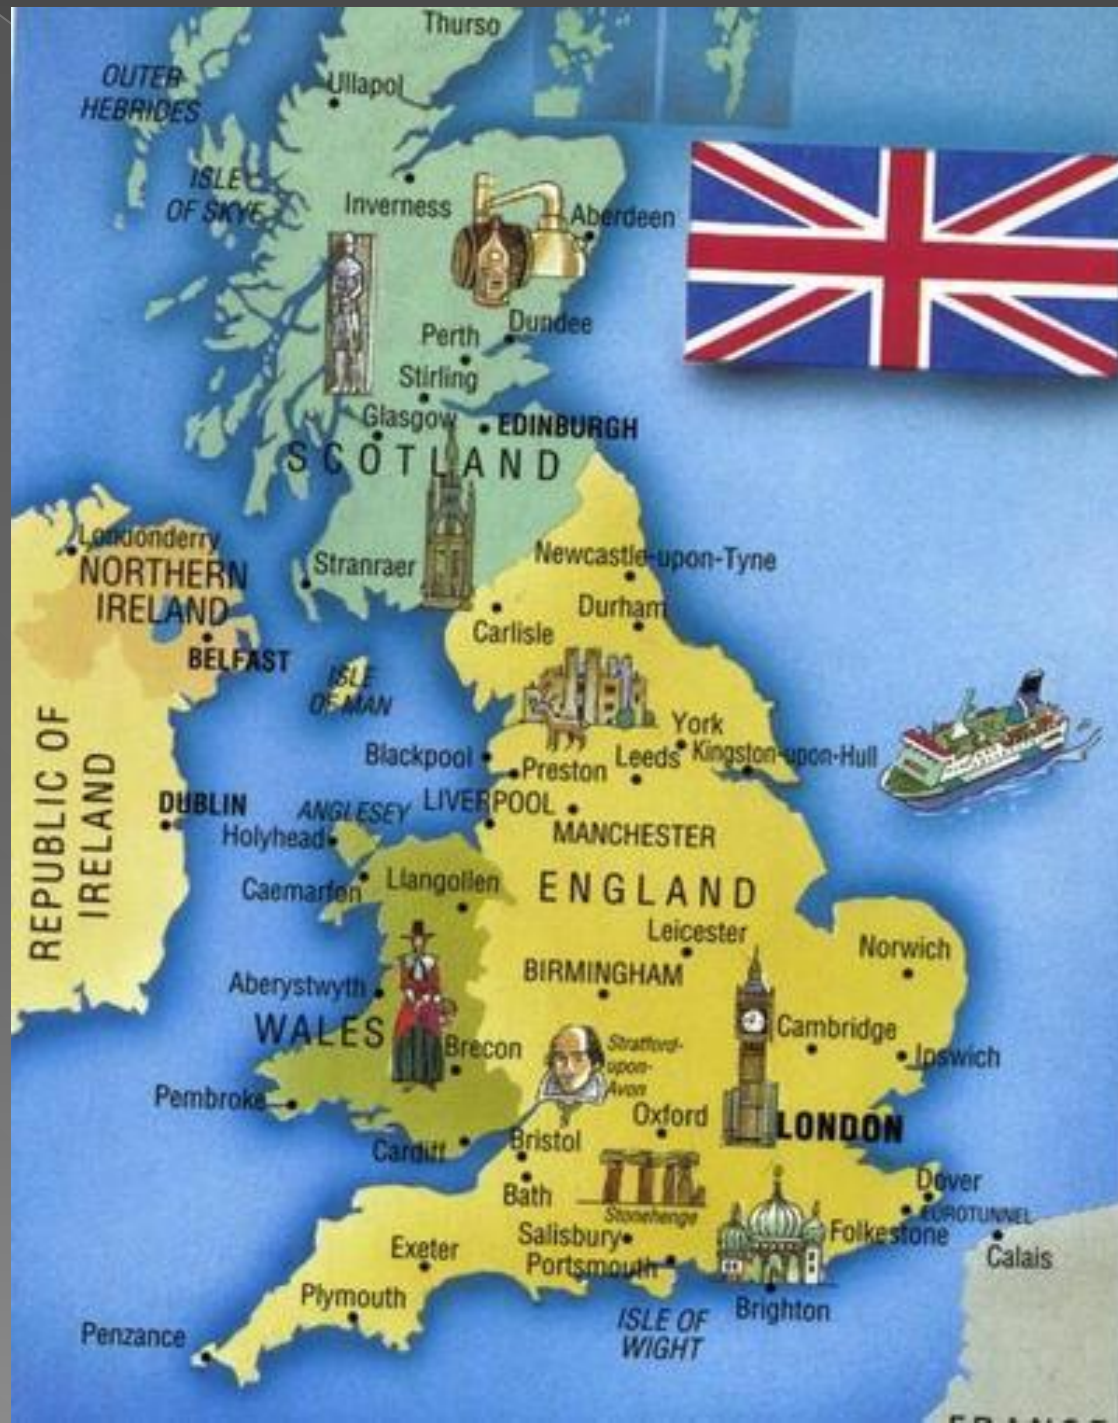 Thurso
OUTER
HEBRIDES
Ullapol
ISLE
OF SKYE
Inverness
Aberdeen
Dundee
Perth
Stirling
Glasgow
EDINBURGH
SCOTLAND
Londonderry
NORTHERN
IRELAND
BELFAST
Stranraer
Newcastle-upon-Tyne
Durham
Carlisle
ISLE
OF MAN
York
Blackpool
Leeds
Kingston-upon-Hull
Preston
REPUBLIC OF
IRELAND
DUBLIN
ANGLESEY
LIVERPOOL
Holyhead
MANCHESTER
Caernarfon
Llangollen
ENGLAND
Leicester
Norwich
BIRMINGHAM
Aberystwyth
WALES
Cambridge
Brecon
Stratford-
upon-
Avon
Ipswich
Pembroke
Oxford
LONDON
Cardiff
Bristol
Bath
Stonehenge
Dover
EUROTUNNEL
Folkestone
Salisbury
Portsmouth
Exeter
Calais
Plymouth
ISLE OF
WIGHT
Brighton
Penzance